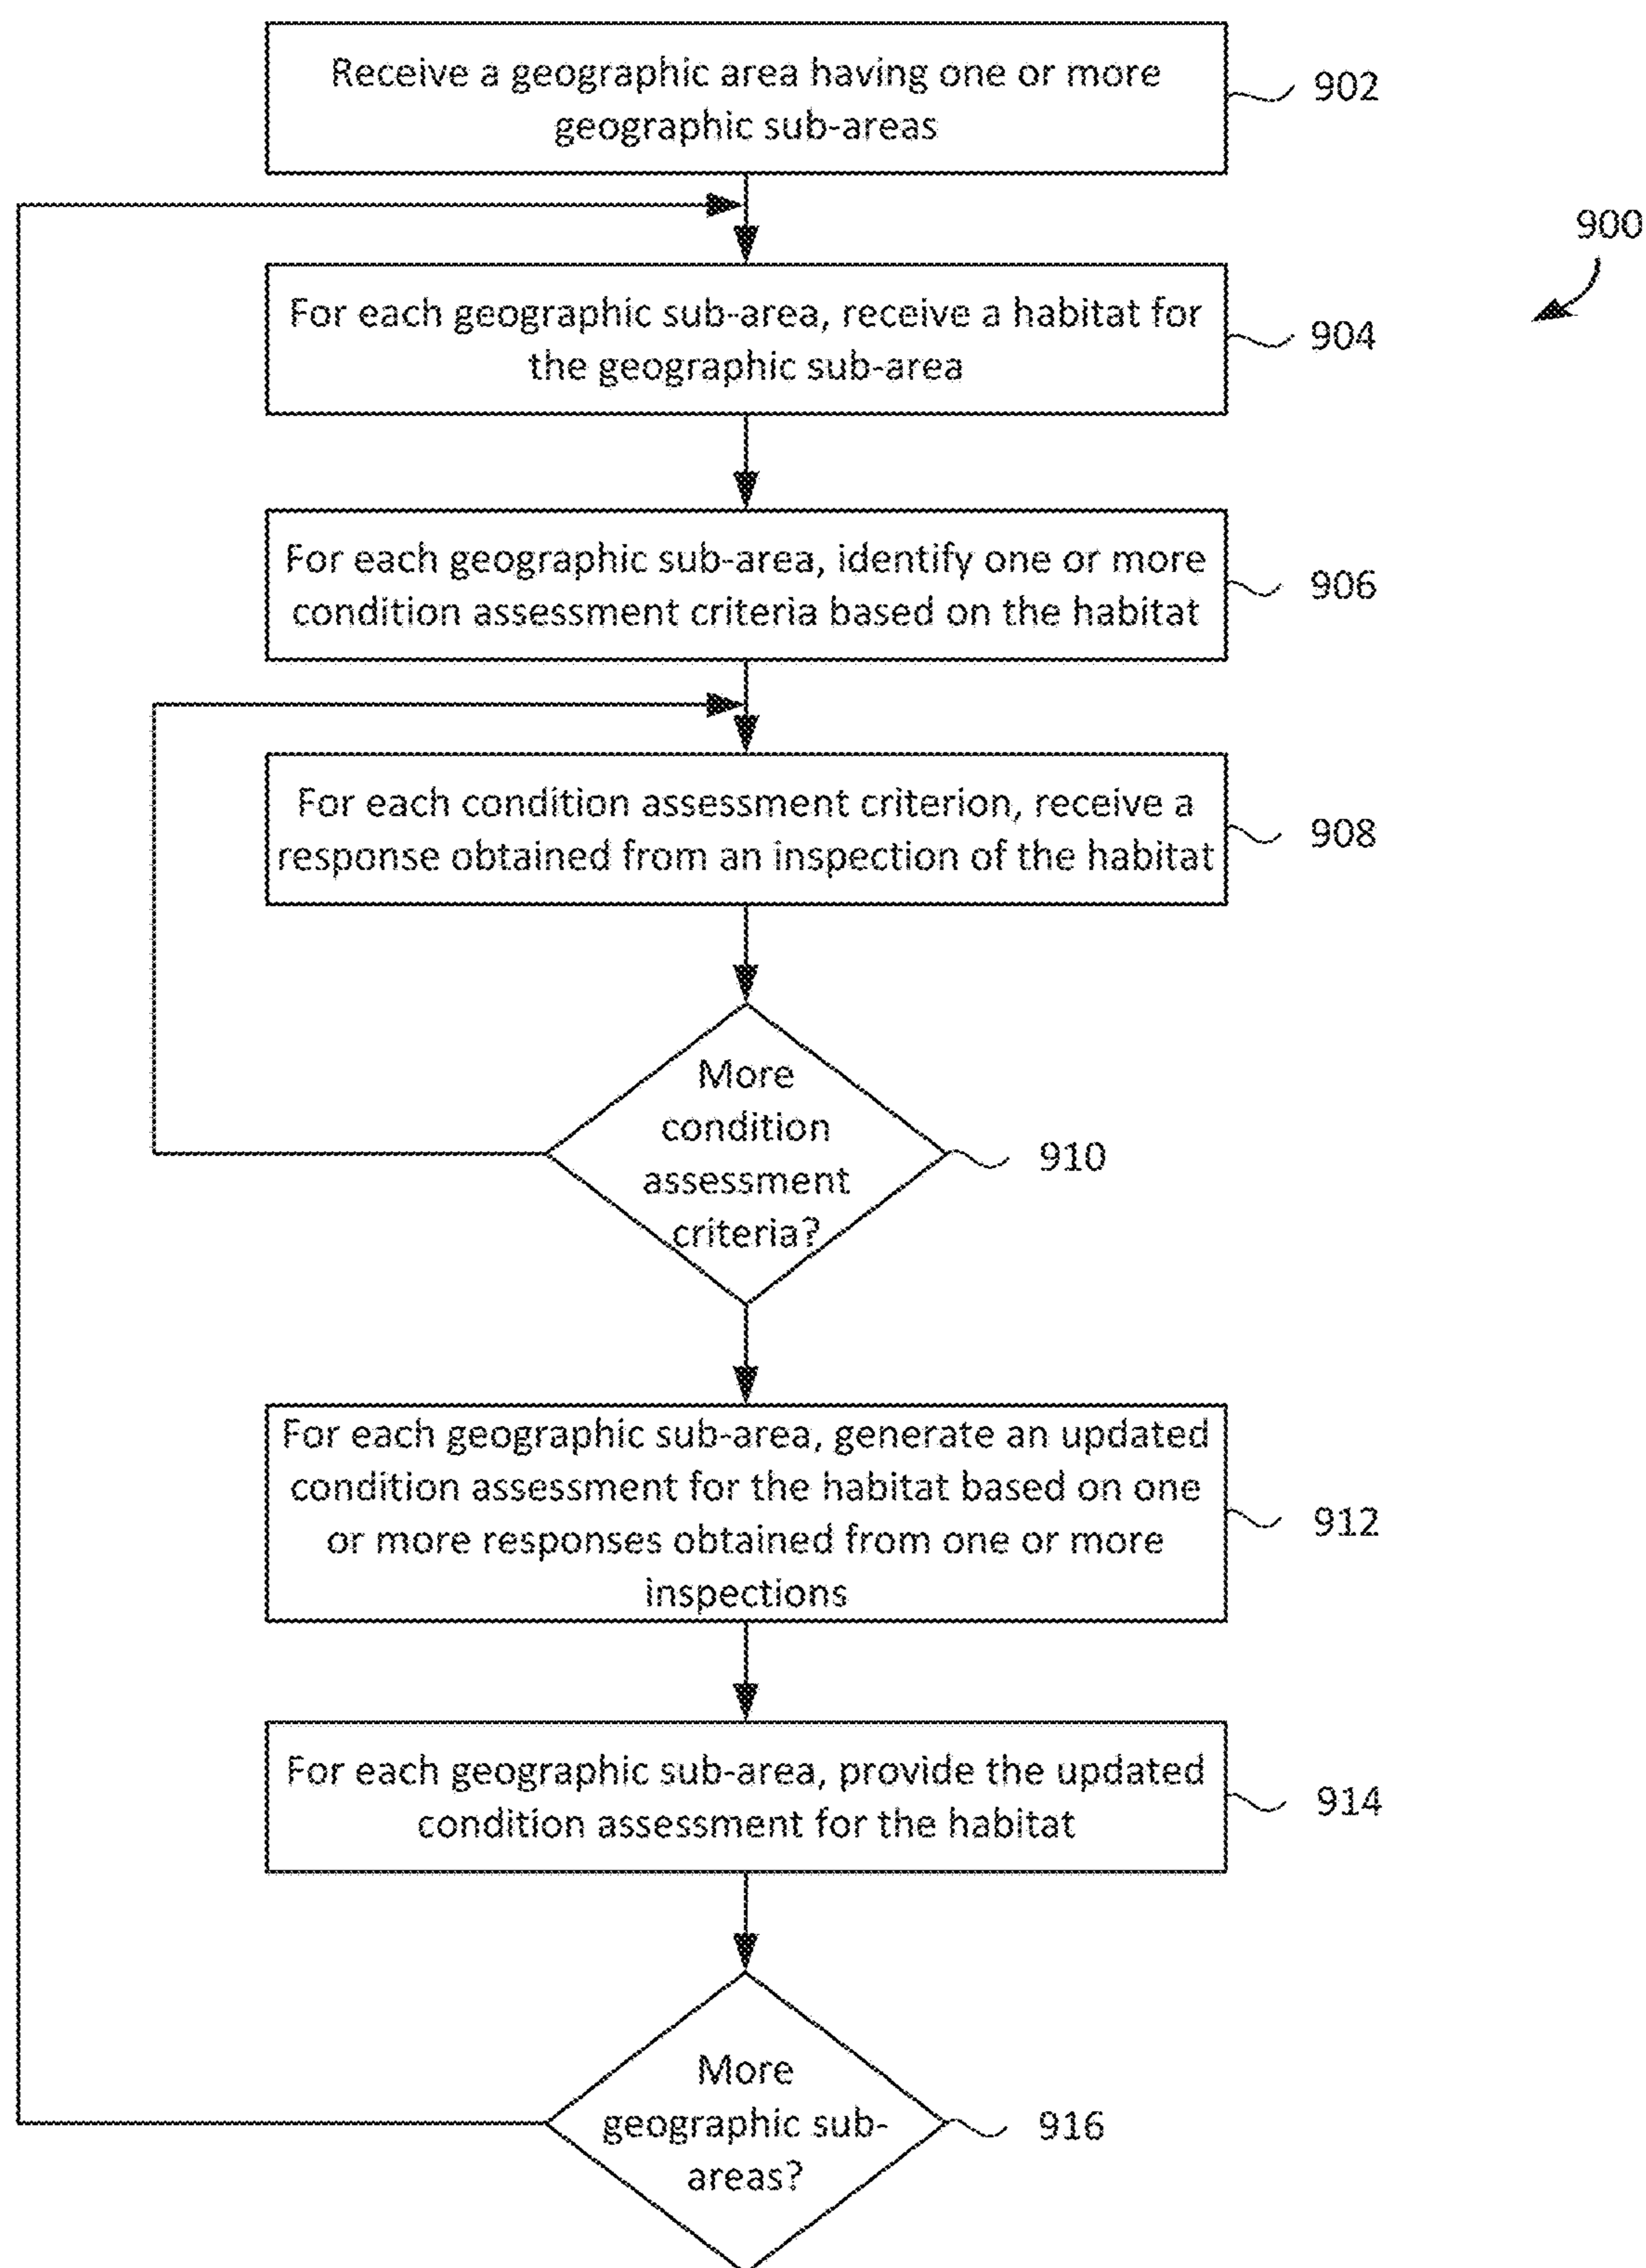 Receive a geographic area having one or more
geographic sub-areas
902
900
For each geographic sub-area, receive a habitat for
the geographic sub-area
904
For each geographic sub-area, identify one or more
condition assessment criteria based on the habitat
906
For each condition assessment criterion, receive a
response obtained from an inspection of the habitat
908
More
condition
assessment
criteria?
910
For each geographic sub-area, generate an updated
condition assessment for the habitat based on one
or more responses obtained from one or more
inspections
912
For each geographic sub-area, provide the updated
condition assessment for the habitat
914
More
geographic sub-
areas?
916